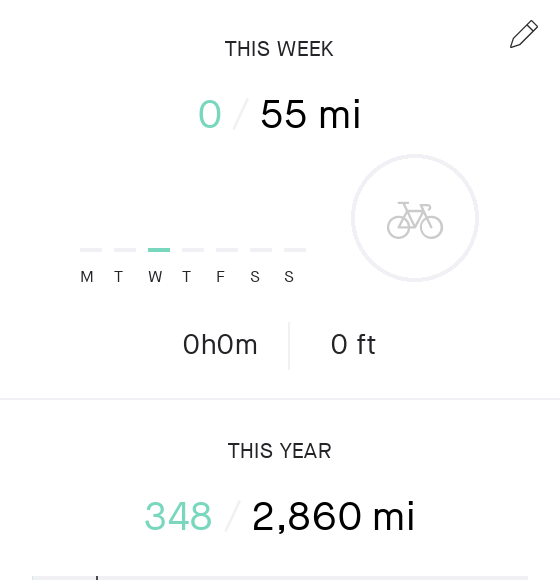 THIS WEEK
0 / 55 mi
M T W T F S S
0h0m 0 ft
THIS YEAR
348 / 2,860 mi